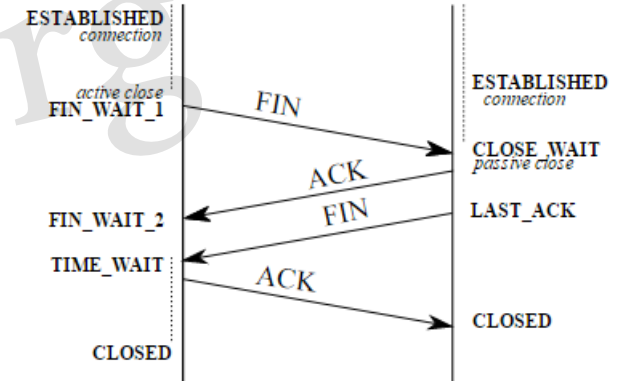 ESTABLISHED
connection
active close
FIN_WAIT_1
FIN
ESTABLISHED
connection
CLOSE_WAIT
passive close
ACK
FIN_WAIT_2
FIN
LAST_ACK
TIME_WAIT
ACK
CLOSED
CLOSED